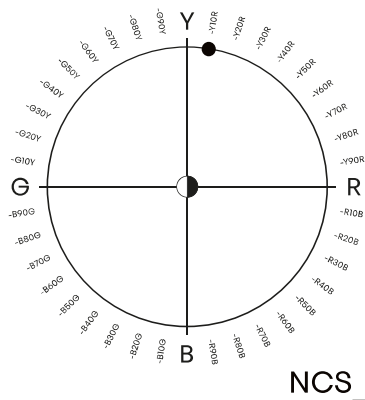 Y
-Y10R
-Y20R
-Y30R
-Y40R
-Y50R
-Y60R
-Y70R
-Y80R
-Y90R
R
-R10B
-R20B
-R30B
-R40B
-R50B
-R60B
-R70B
-R80B
-R90B
B
-B10G
-B20G
-B30G
-B40G
-B50G
-B60G
-B70G
-B80G
-B90G
G
-G10Y
-G20Y
-G30Y
-G40Y
-G50Y
-G60Y
-G70Y
-G80Y
-G90Y
NCS